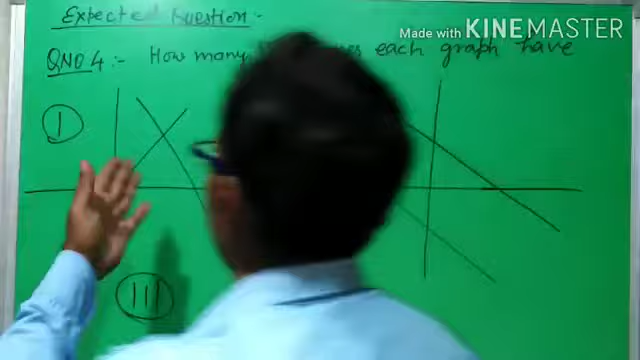 Expected Question :-
Made with KINEMASTER
QNO 4 :- How many each graph have
I
III